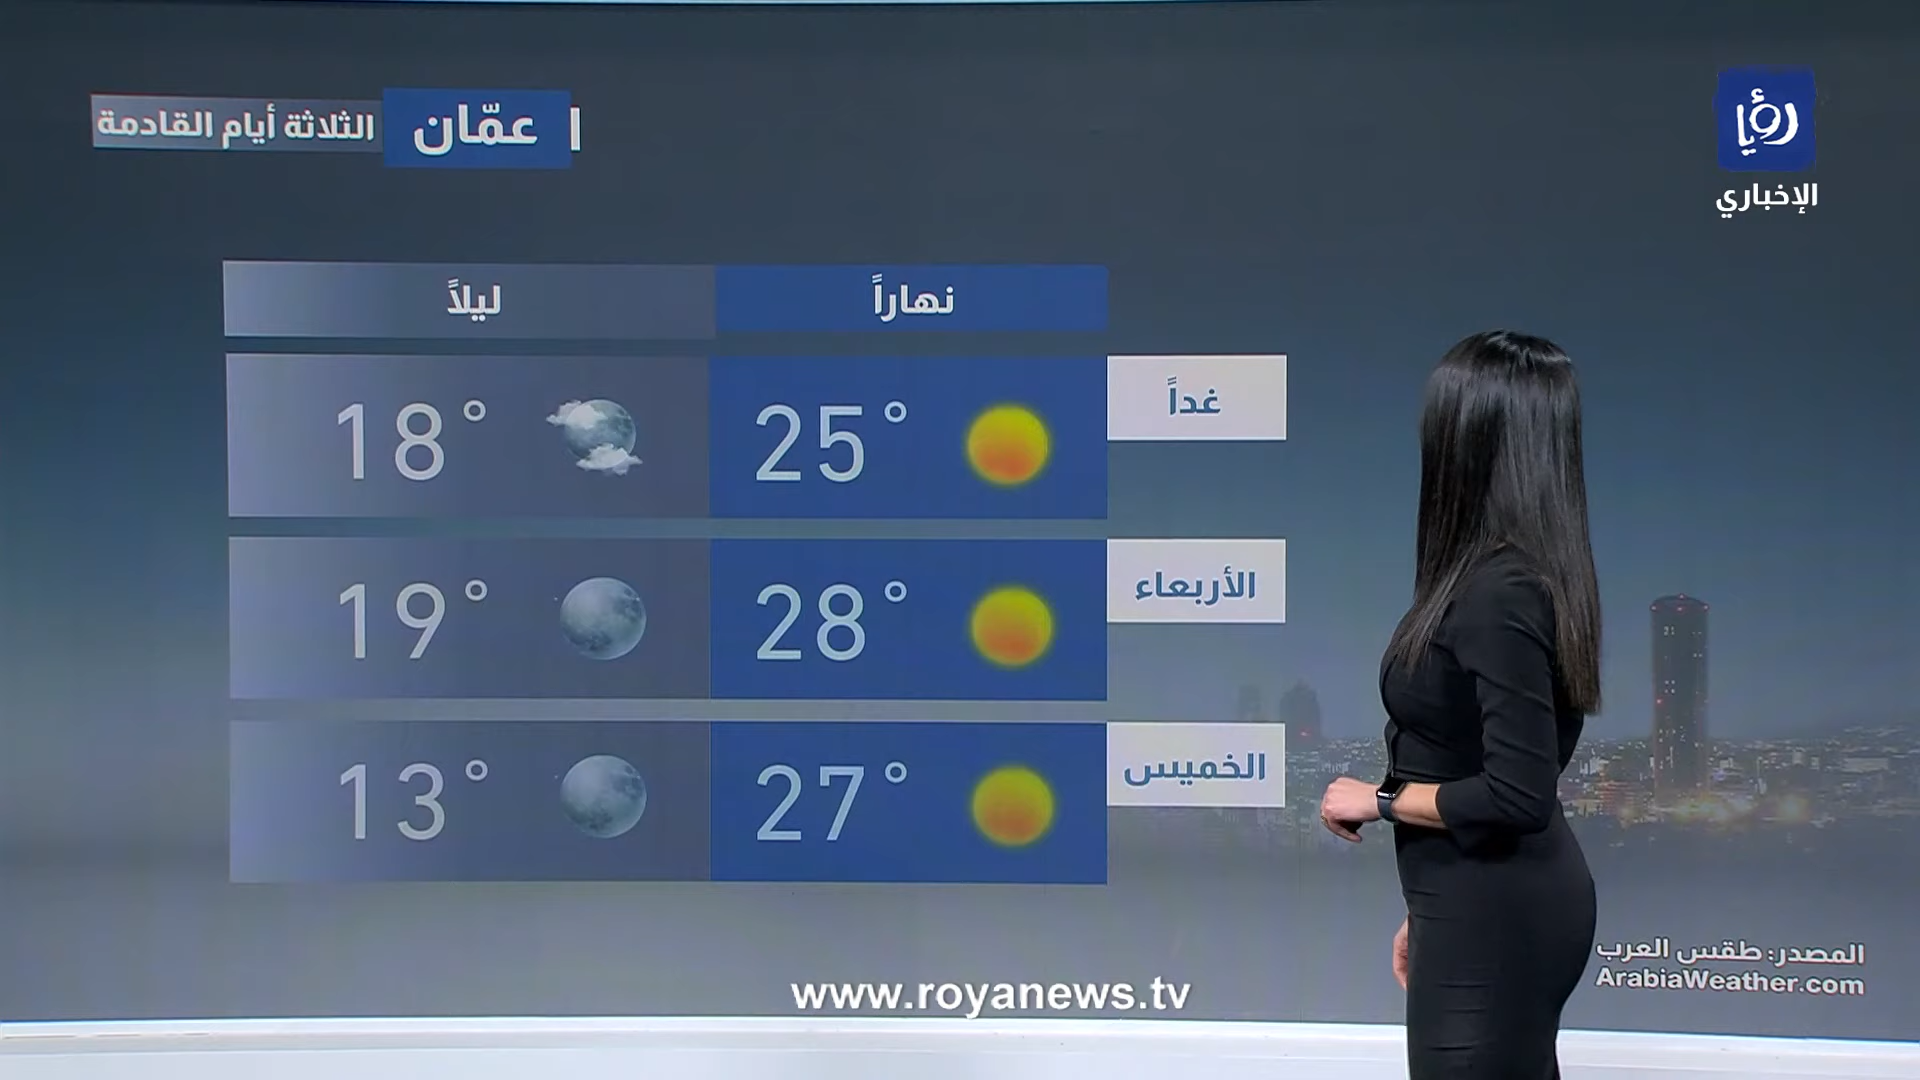 عمّان الثلاثة أيام القادمة
رؤيا
الإخباري
نهاراً ليلاً
غداً 25° 18°
الأربعاء 28° 19°
الخميس 27° 13°
المصدر: طقس العرب
ArabiaWeather.com
www.royanews.tv